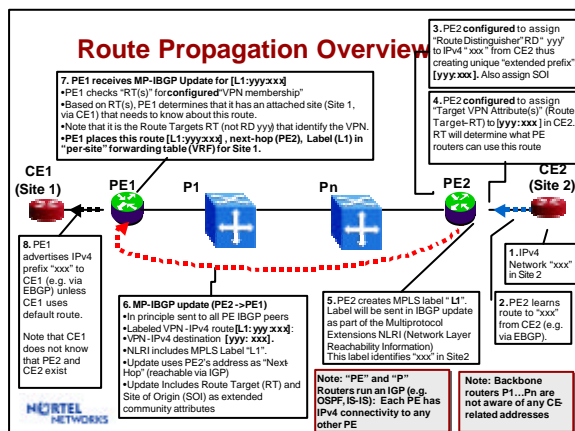 Route Propagation Overview
3. PE2 configured to assign
"Route Distinguisher" RD "yyy"
to IPv4 "xxx" from CE2 thus
creating unique "extended prefix"
[yyy:xxx]. Also assign SOI
7. PE1 receives MP-IBGP Update for [L1:yyy:xxx]
• PE1 checks "RT(s)" for configured "VPN membership"
• Based on RT(s), PE1 determines that it has an attached site (Site 1,
via CE1) that needs to know about this route.
• Note that it is the Route Targets RT (not RD yyy) that identify the VPN.
• PE1 places this route [L1:yyy:xxx] , next-hop (PE2), Label (L1) in
"per-site" forwarding table (VRF) for Site 1.
4. PE2 configured to assign
"Target VPN Attribute(s)" (Route
Target-RT) to [yyy:xxx] in CE2.
RT will determine what PE
routers can use this route
CE1
(Site 1)
PE1
P1
Pn
PE2
CE2
(Site 2)
8. PE1
advertises IPv4
prefix "xxx" to
CE1 (e.g. via
EBGP) unless
CE1 uses
default route.
Note that CE1
does not know
that PE2 and
CE2 exist
6. MP-IBGP update (PE2 ->PE1)
• In principle sent to all PE IBGP peers
• Labeled VPN-IPv4 route [L1:yyy:xxx]:
• VPN-IPv4 destination [yyy: xxx].
• NLRI includes MPLS Label "L1".
• Update uses PE2's address as "Next-
Hop" (reachable via IGP)
• Update Includes Route Target (RT) and
Site of Origin (SOI) as extended
community attributes
5. PE2 creates MPLS label "L1".
Label will be sent in IBGP update
as part of the Multiprotocol
Extensions NLRI (Network Layer
Reachability Information)
This label identifies "xxx" in Site2
1. IPv4
Network "xxx"
in Site 2
2. PE2 learns
route to "xxx"
from CE2 (e.g.
via EBGP).
Note: "PE" and "P"
Routers run an IGP (e.g.
OSPF, IS-IS): Each PE has
IPv4 connectivity to any
other PE
Note: Backbone
routers P1...Pn are
not aware of any CE-
related addresses
NORTEL
NETWORKS